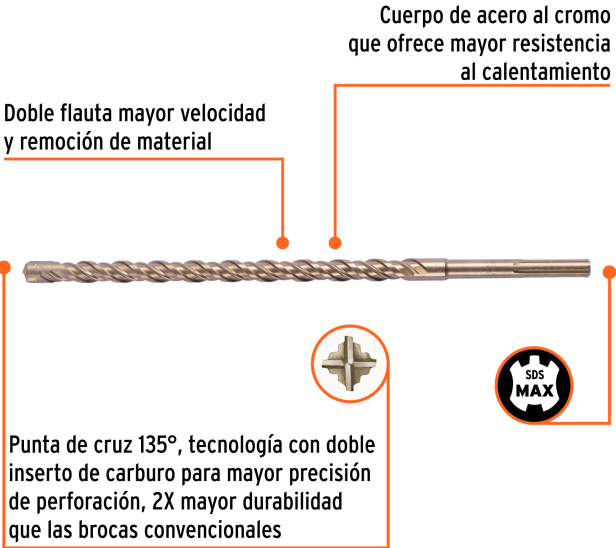 Cuerpo de acero al cromo
que ofrece mayor resistencia
al calentamiento
Doble flauta mayor velocidad
y remoción de material
SDS
MAX
Punta de cruz 135°, tecnología con doble
inserto de carburo para mayor precisión
de perforación, 2X mayor durabilidad
que las brocas convencionales